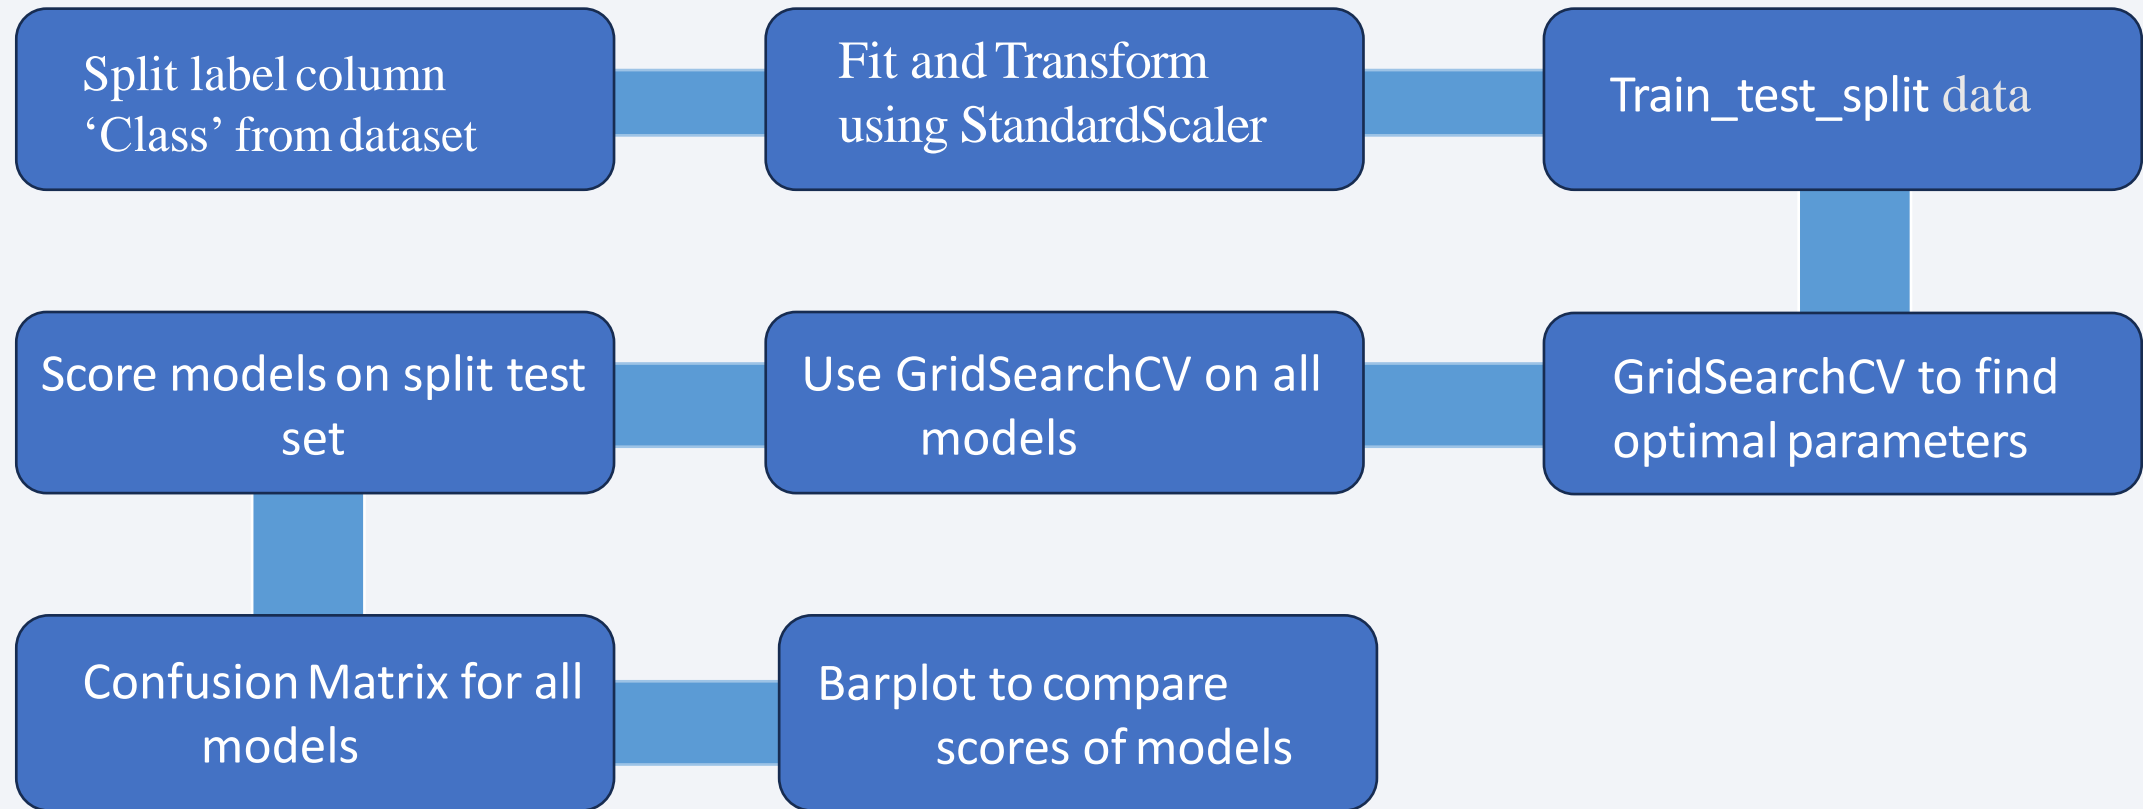 Split label column
‘Class’ from dataset
Fit and Transform
using StandardScaler
Train_test_split data
GridSearchCV to find
optimal parameters
Use GridSearchCV on all
models
Score models on split test
set
Confusion Matrix for all
models
Barplot to compare
scores of models